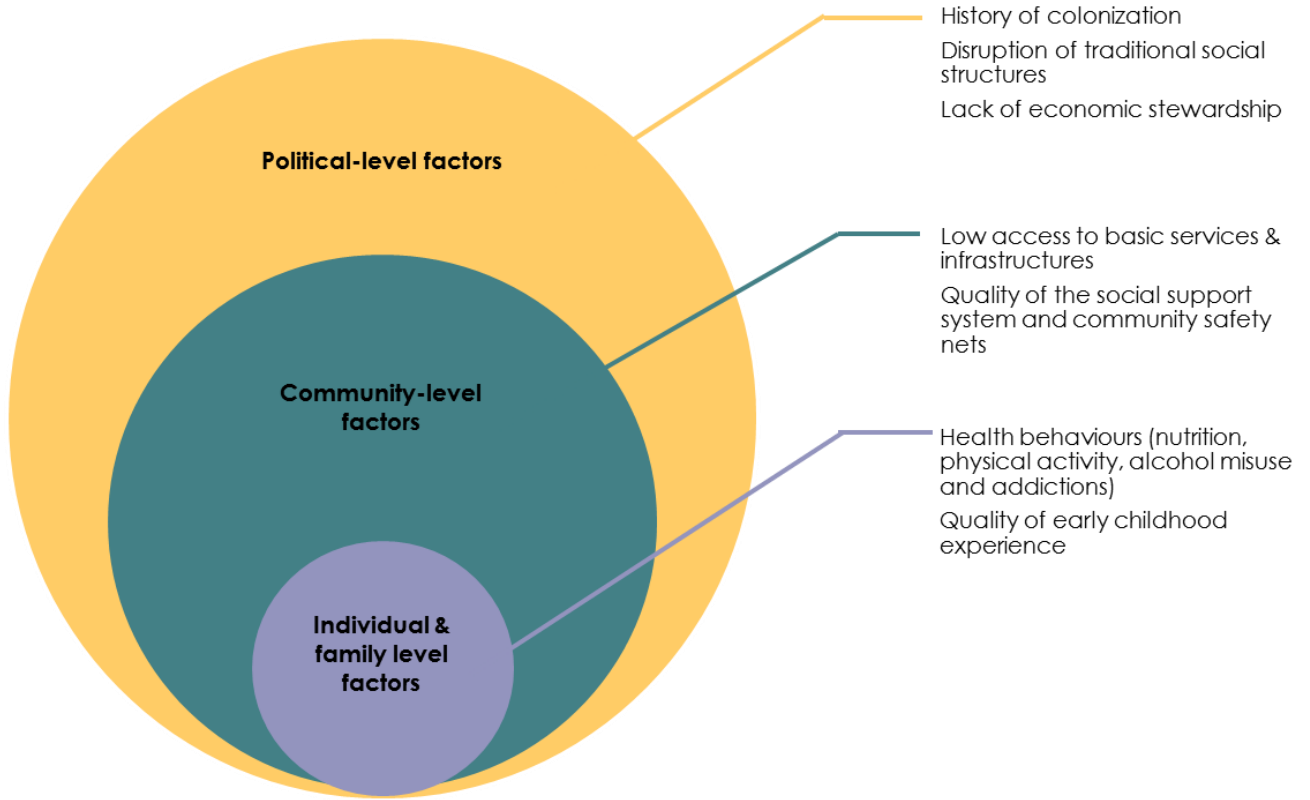 History of colonization
Disruption of traditional social
structures
Lack of economic stewardship
Political-level factors
Low access to basic services &
infrastructures
Quality of the social support
system and community safety
nets
Community-level
factors
Health behaviours (nutrition,
physical activity, alcohol misuse
and addictions)
Quality of early childhood
experience
Individual &
family level
factors